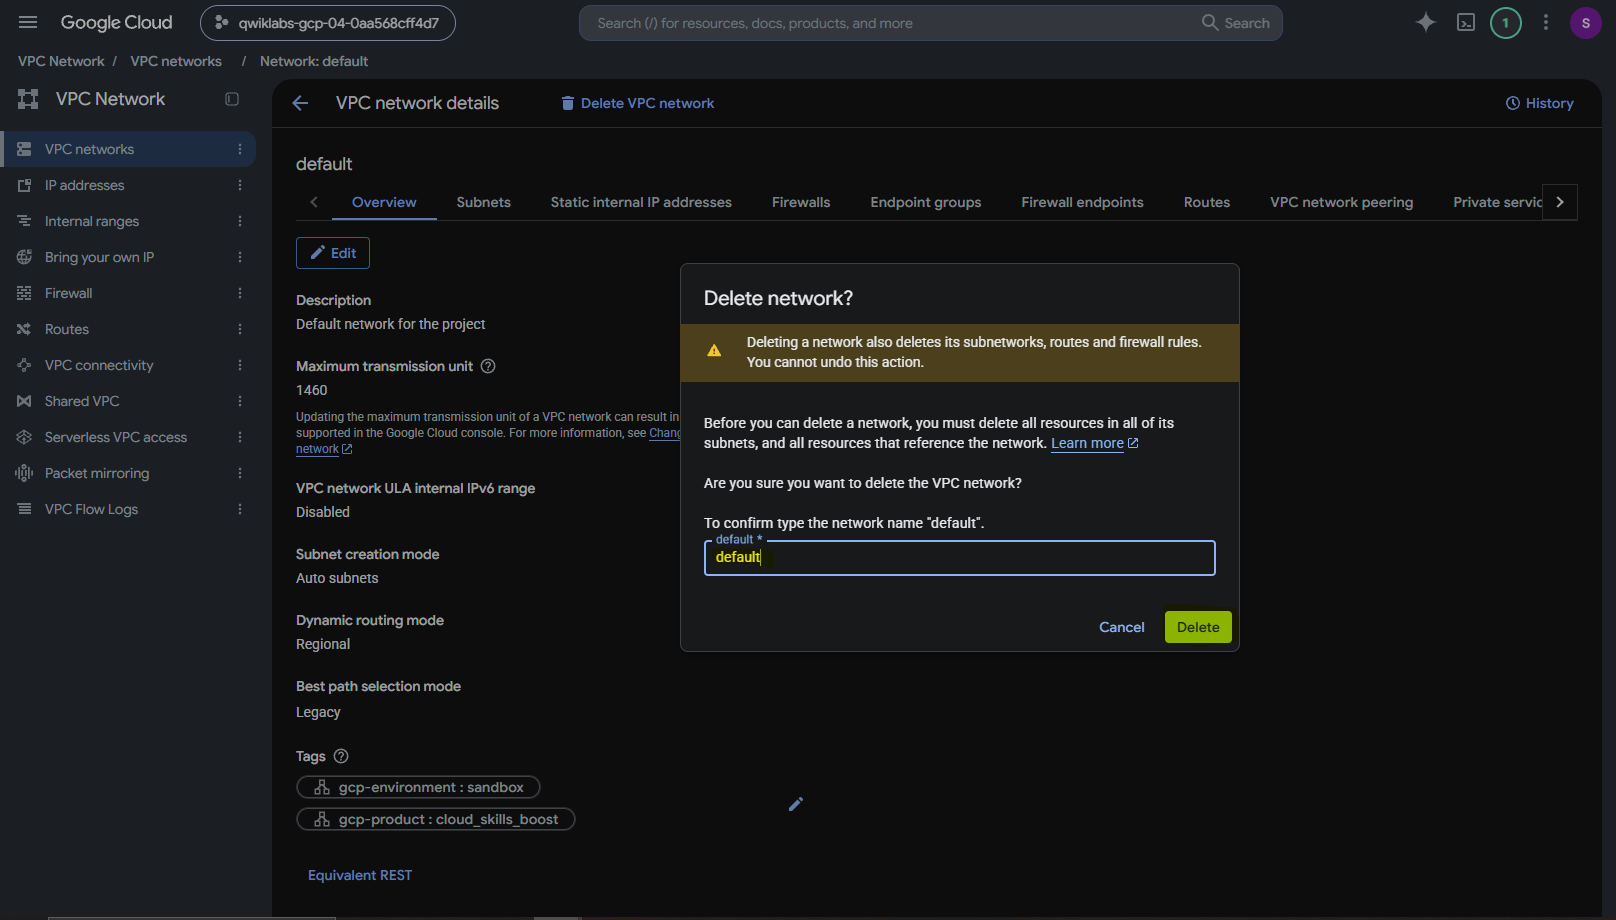 Google Cloud
qwiklabs-gcp-04-0aa568cff4d7
Search (/) for resources, docs, products, and more
Search
1
S
VPC Network / VPC networks / Network: default
VPC Network
VPC networks
IP addresses
Internal ranges
Bring your own IP
Firewall
Routes
VPC connectivity
Shared VPC
Serverless VPC access
Packet mirroring
VPC Flow Logs
VPC network details
Delete VPC network
History
default
Overview
Subnets
Static internal IP addresses
Firewalls
Endpoint groups
Firewall endpoints
Routes
VPC network peering
Private servic
Edit
Description
Default network for the project
Maximum transmission unit
1460
Updating the maximum transmission unit of a VPC network can result in
supported in the Google Cloud console. For more information, see Chang
network
VPC network ULA internal IPv6 range
Disabled
Subnet creation mode
Auto subnets
Dynamic routing mode
Regional
Best path selection mode
Legacy
Tags
gcp-environment : sandbox
gcp-product : cloud_skills_boost
Equivalent REST
Delete network?
Deleting a network also deletes its subnetworks, routes and firewall rules.
You cannot undo this action.
Before you can delete a network, you must delete all resources in all of its
subnets, and all resources that reference the network. Learn more
Are you sure you want to delete the VPC network?
To confirm type the network name "default".
default *
default
Cancel
Delete